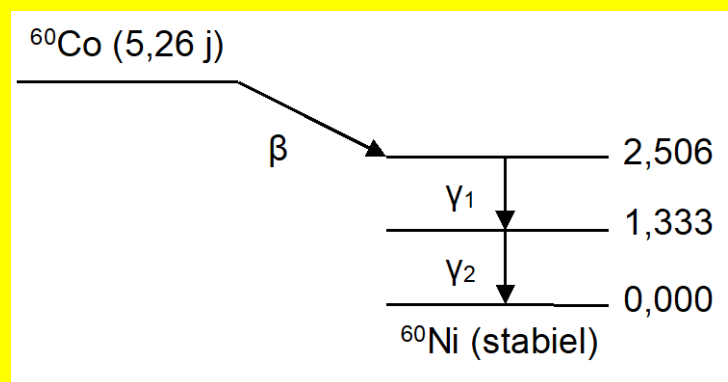 ⁶⁰Co (5,26 j)
β
2,506
γ₁
1,333
γ₂
0,000
⁶⁰Ni (stabiel)